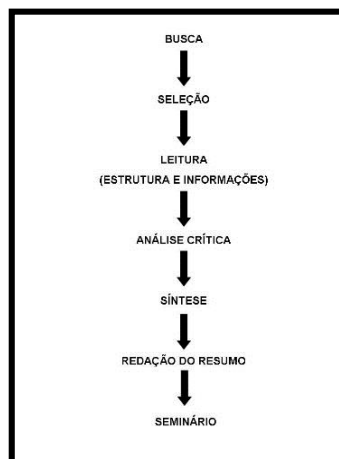 BUSCA
SELEÇÃO
LEITURA
(ESTRUTURA E INFORMAÇÕES)
ANÁLISE CRÍTICA
SÍNTESE
REDAÇÃO DO RESUMO
SEMINÁRIO